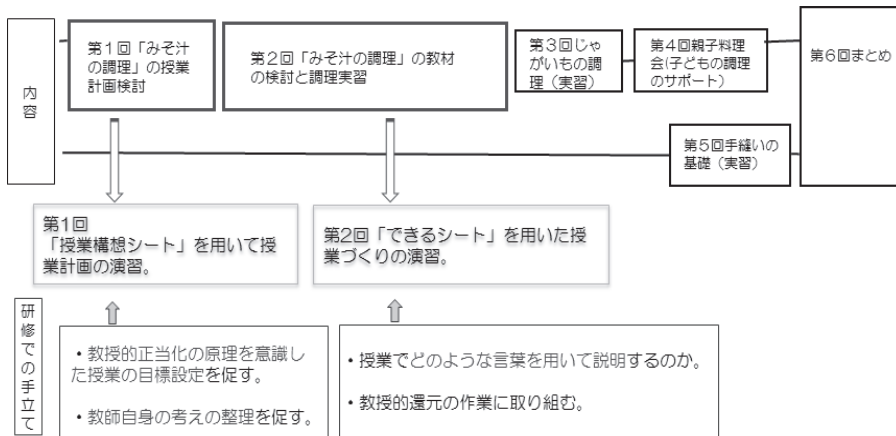 内容
第1回「みそ汁
の調理」の授業
計画検討
第2回「みそ汁の調理」の教材
の検討と調理実習
第3回じゃ
がいもの調
理（実習）
第4回親子料理
会(子どもの調理
のサポート）
第6回まとめ
第5回手縫いの
基礎（実習）
第1回
「授業構想シート」を用いて授
業計画の演習。
第2回「できるシート」を用いた授
業づくりの演習。
研修での手立て
・教授的正当化の原理を意識し
た授業の目標設定を促す。
・教師自身の考えの整理を促す。
・授業でどのような言葉を用いて説明するのか。
・教授的還元の作業に取り組む。